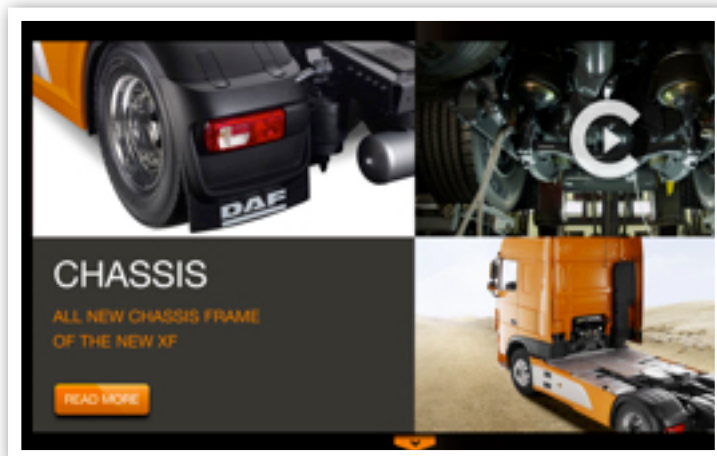 DAF
CHASSIS
ALL NEW CHASSIS FRAME
OF THE NEW XF
READ MORE